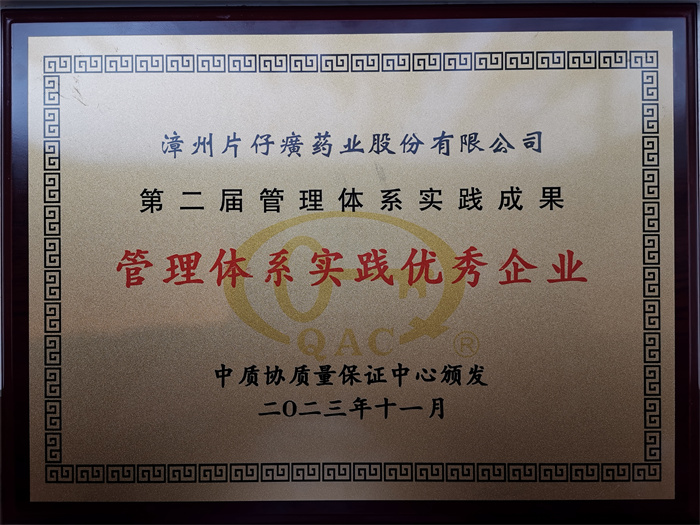 漳州片仔癀药业股份有限公司
第二届管理体系实践成果
管理体系实践优秀企业
QAC®
中质协质量保证中心颁发
二〇二三年十一月